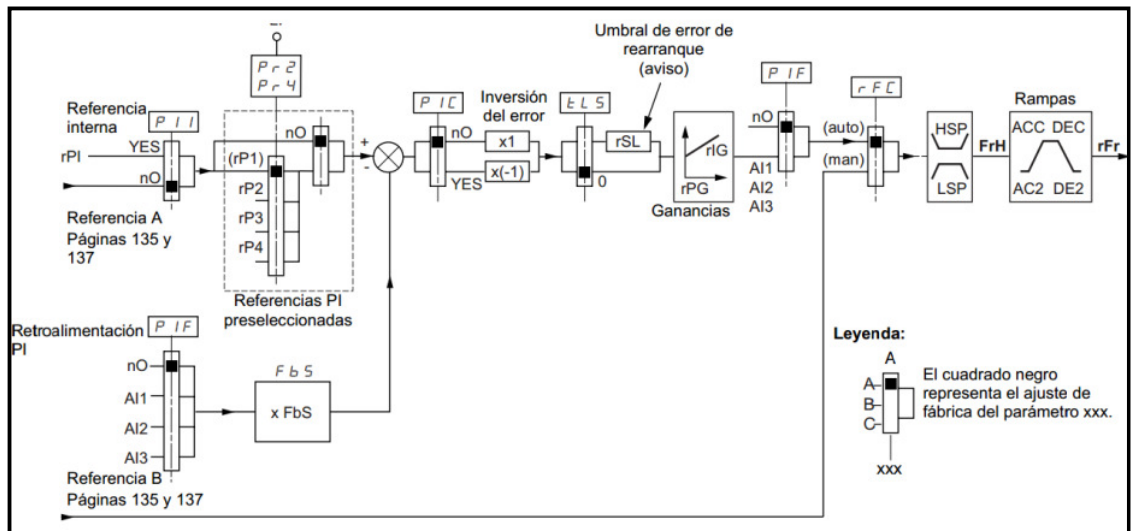 Pr2
Pr4
Referencia
interna
PII
YES
rPI
nO
Referencia A
Páginas 135 y
137
nO
(rP1)
rP2
rP3
rP4
Referencias PI
preseleccionadas
+
-
PIC
nO
YES
Inversión
del error
x1
x(-1)
tLS
0
Umbral de error de
rearranque
(aviso)
rSL
rIG
rPG
Ganancias
PIF
nO
AI1
AI2
AI3
rFC
(auto)
(man)
HSP
LSP
FrH
Rampas
ACC DEC
AC2 DE2
rFr
Retroalimentación
PI
PIF
nO
AI1
AI2
AI3
FbS
x FbS
Referencia B
Páginas 135 y 137
Leyenda:
A
A
B
C
xxx
El cuadrado negro
representa el ajuste de
fábrica del parámetro xxx.